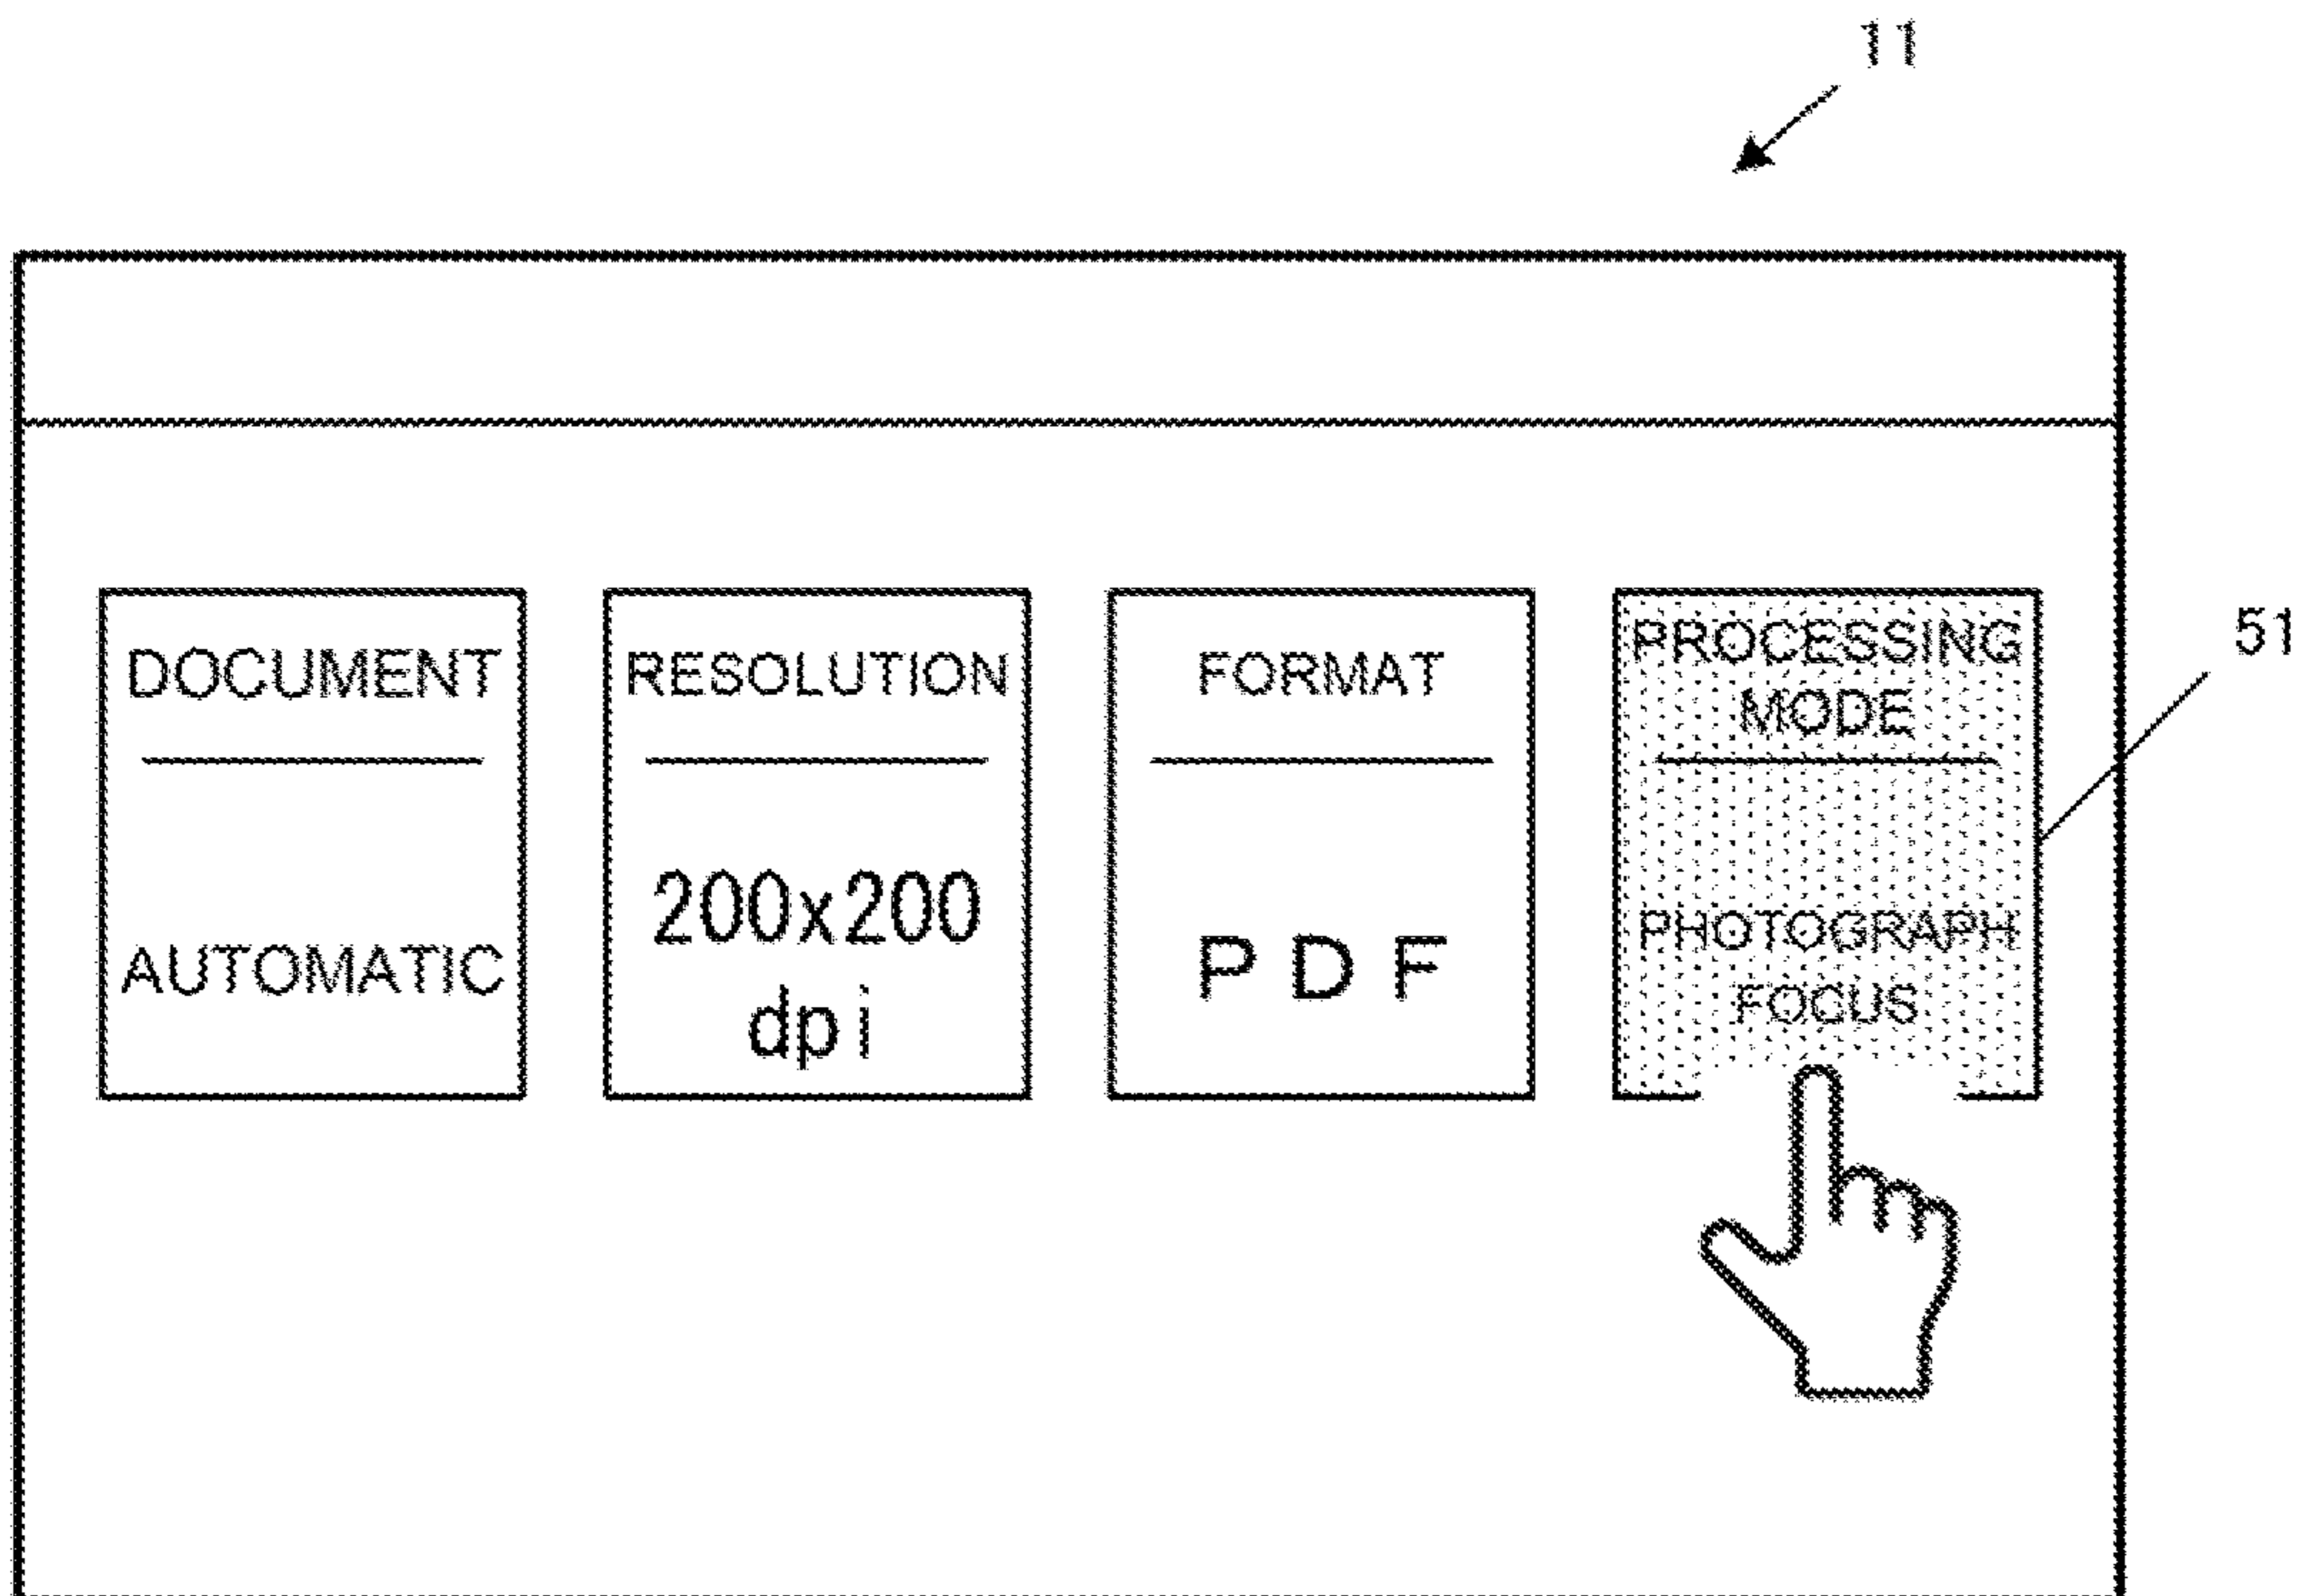 11
DOCUMENT
AUTOMATIC
RESOLUTION
200x200
dpi
FORMAT
PDF
PROCESSING
MODE
PHOTOGRAPH
FOCUS
51